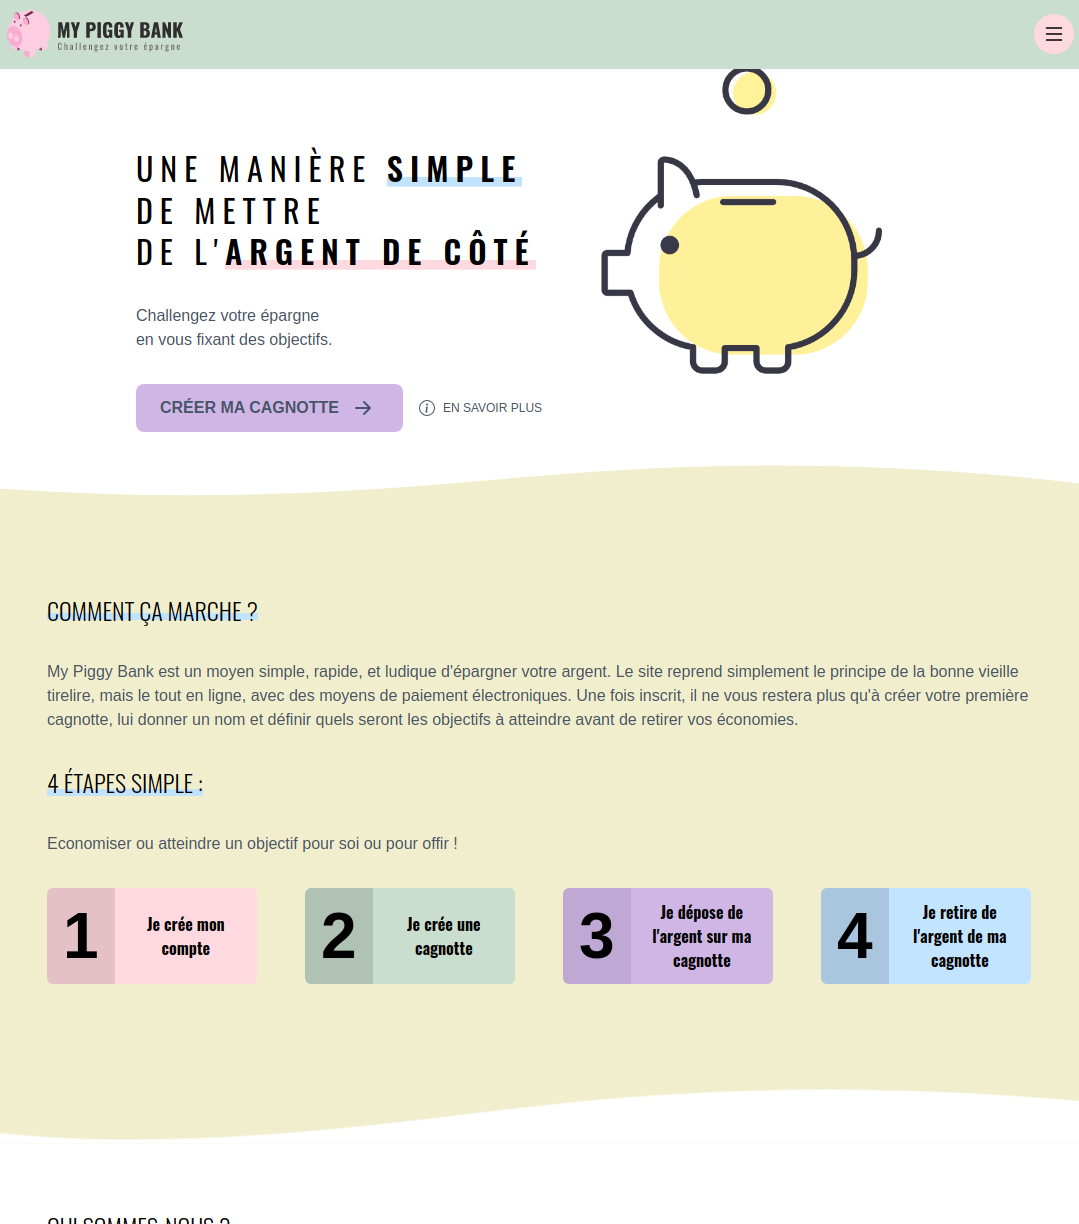 MY PIGGY BANK
Challengez votre épargne
UNE MANIÈRE SIMPLE
DE METTRE
DE L'ARGENT DE CÔTÉ
Challengez votre épargne
en vous fixant des objectifs.
CRÉER MA CAGNOTTE
EN SAVOIR PLUS
COMMENT ÇA MARCHE ?
My Piggy Bank est un moyen simple, rapide, et ludique d'épargner votre argent. Le site reprend simplement le principe de la bonne vieille
tirelire, mais le tout en ligne, avec des moyens de paiement électroniques. Une fois inscrit, il ne vous restera plus qu'à créer votre première
cagnotte, lui donner un nom et définir quels seront les objectifs à atteindre avant de retirer vos économies.
4 ÉTAPES SIMPLE :
Economiser ou atteindre un objectif pour soi ou pour offir !
1
Je crée mon
compte
2
Je crée une
cagnotte
3
Je dépose de
l'argent sur ma
cagnotte
4
Je retire de
l'argent de ma
cagnotte
QUI SOMMES-NOUS ?